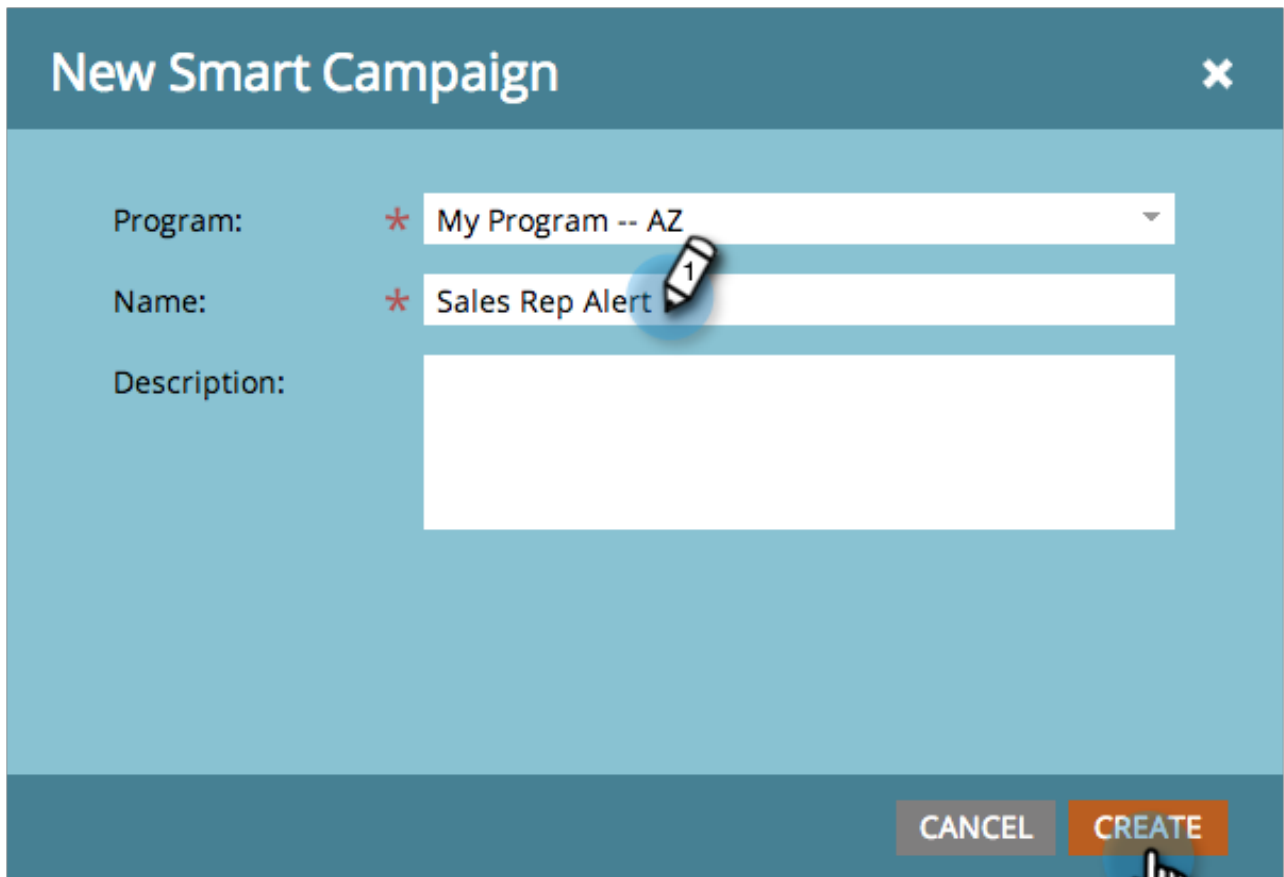 New Smart Campaign
Program: * My Program -- AZ
1
Name: * Sales Rep Alert
Description:
CANCEL CREATE